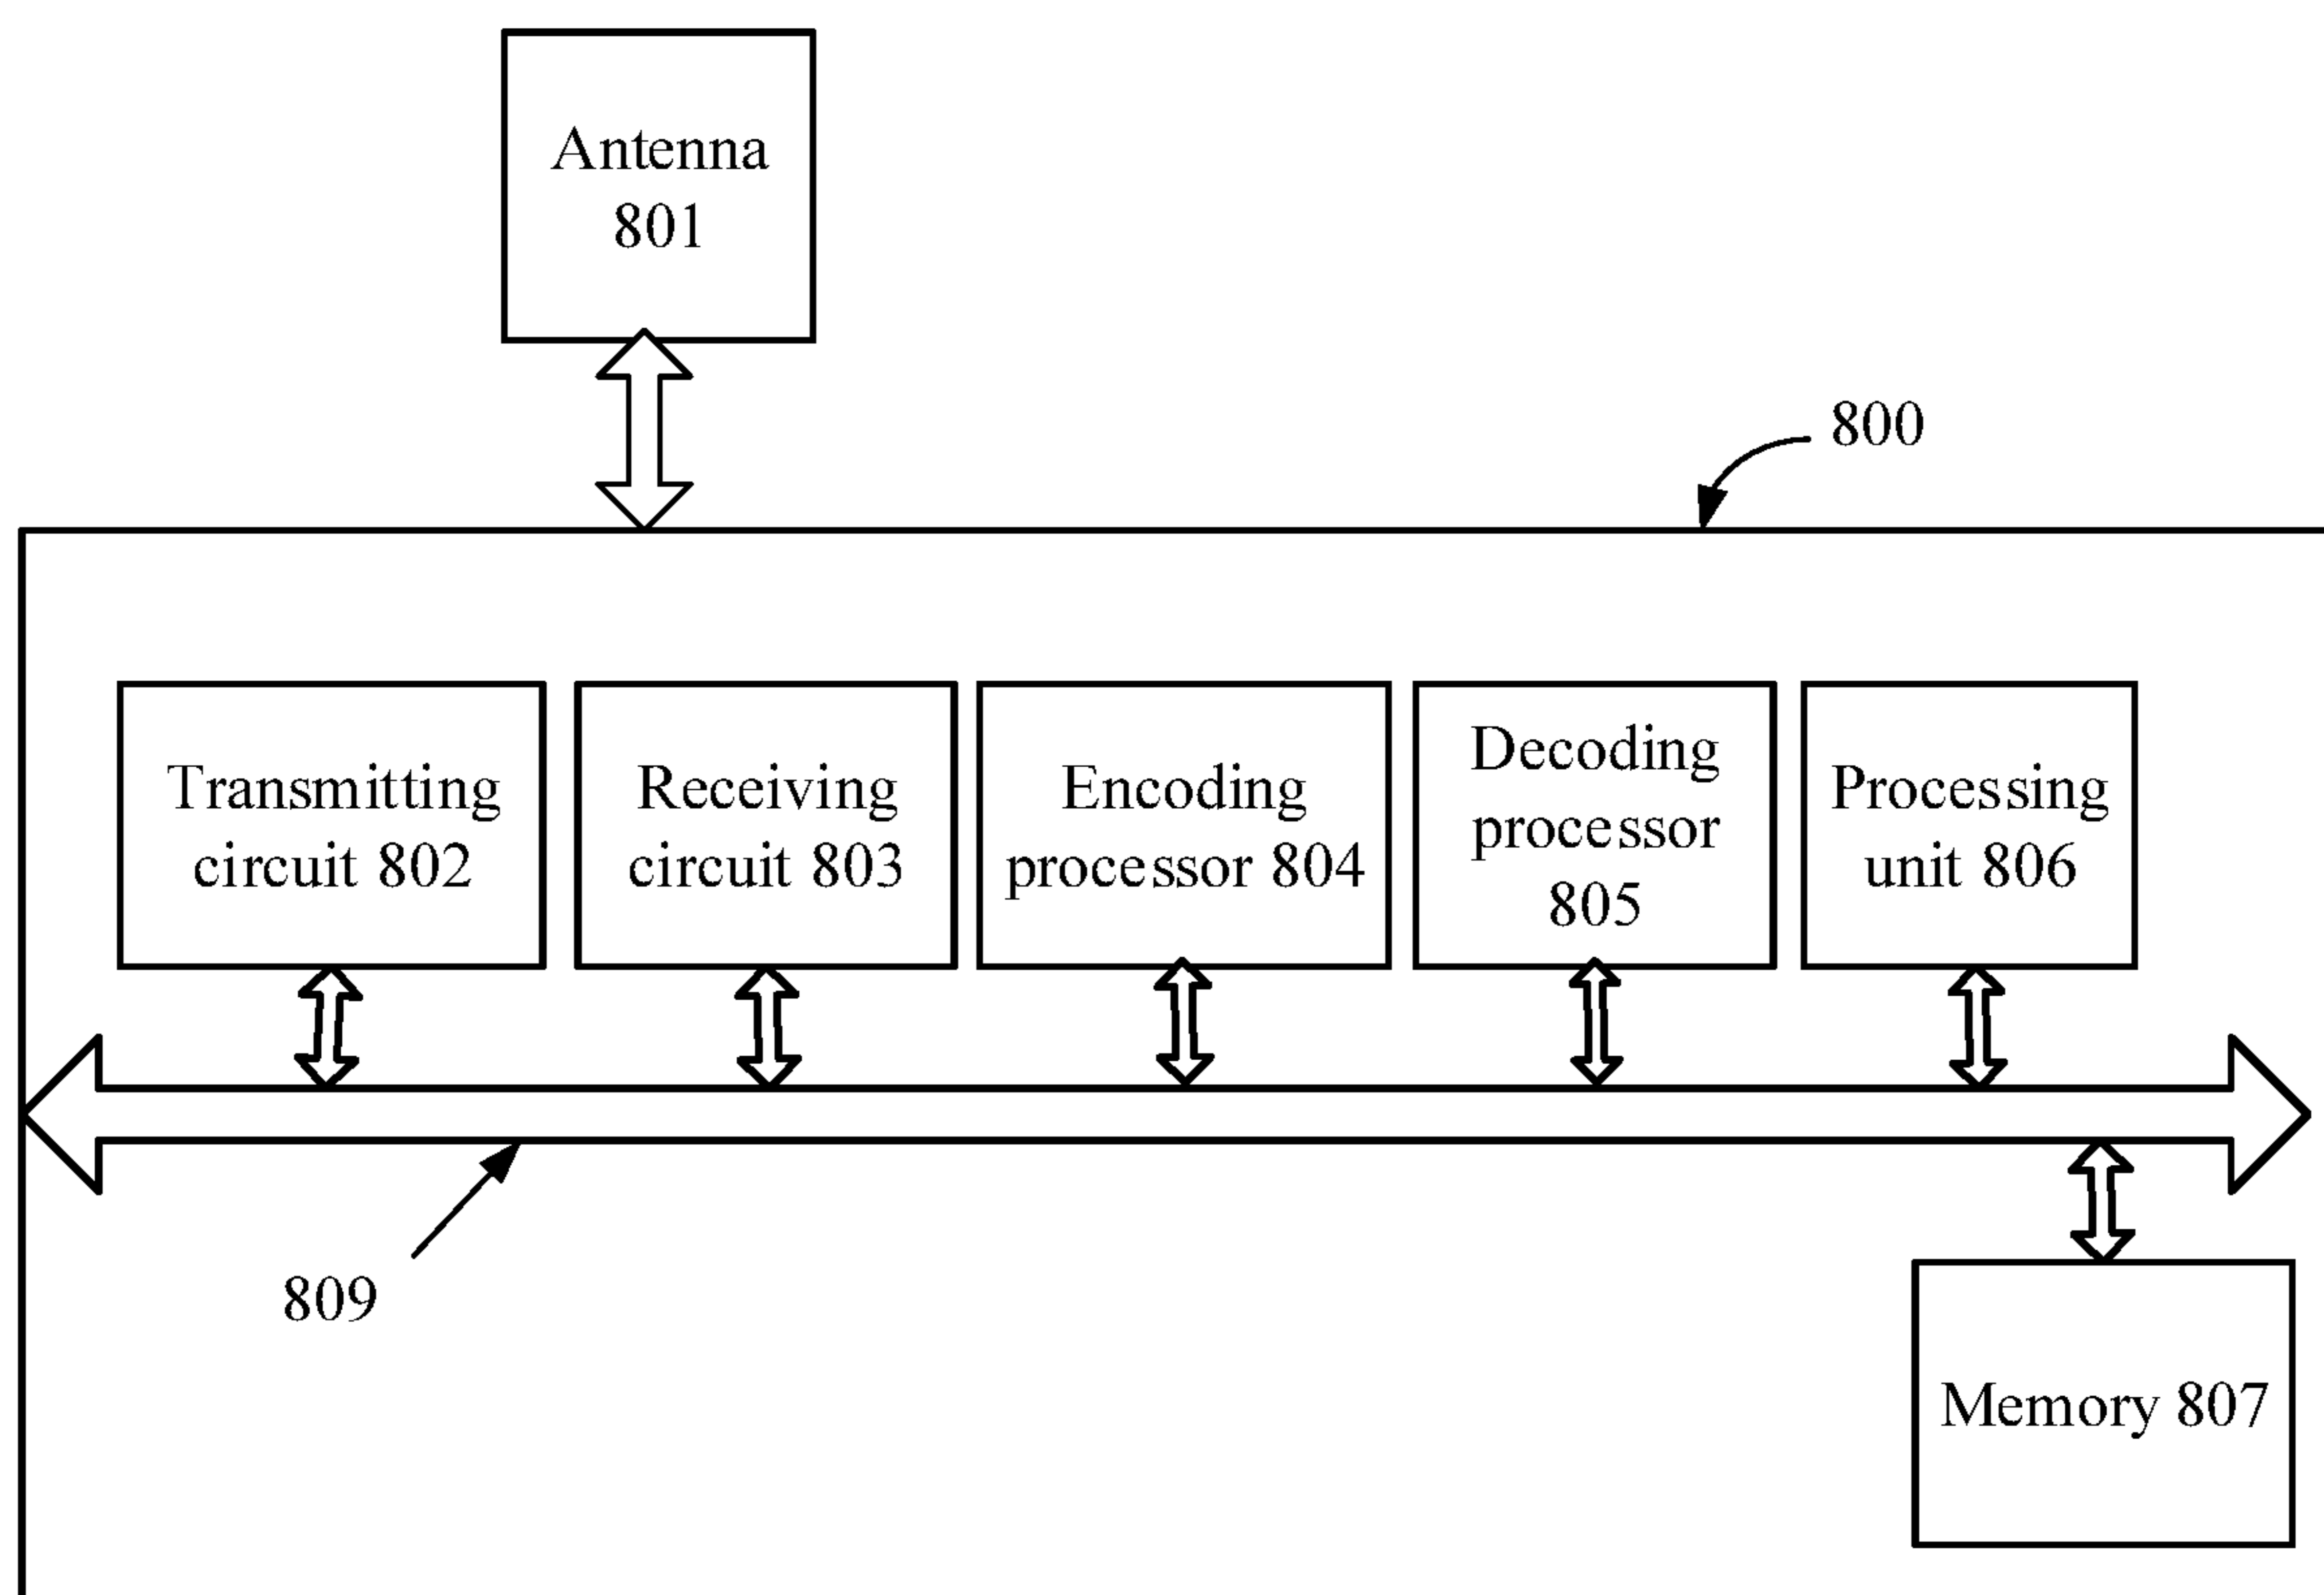 Antenna
801
800
Transmitting
circuit 802
Receiving
circuit 803
Encoding
processor 804
Decoding
processor
805
Processing
unit 806
809
Memory 807